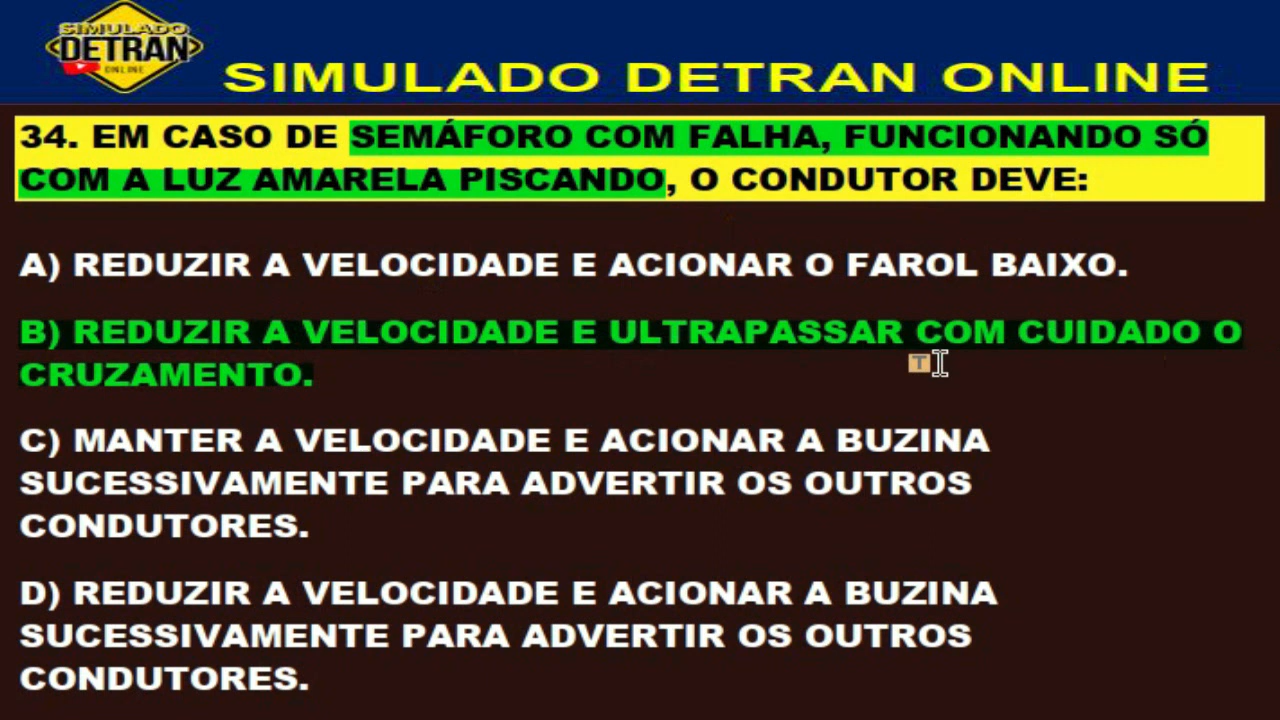 SIMULADO
DETRAN
ONLINE
SIMULADO DETRAN ONLINE
34. EM CASO DE SEMÁFORO COM FALHA, FUNCIONANDO SÓ
COM A LUZ AMARELA PISCANDO, O CONDUTOR DEVE:
A) REDUZIR A VELOCIDADE E ACIONAR O FAROL BAIXO.
B) REDUZIR A VELOCIDADE E ULTRAPASSAR COM CUIDADO O
CRUZAMENTO.
T
C) MANTER A VELOCIDADE E ACIONAR A BUZINA
SUCESSIVAMENTE PARA ADVERTIR OS OUTROS
CONDUTORES.
D) REDUZIR A VELOCIDADE E ACIONAR A BUZINA
SUCESSIVAMENTE PARA ADVERTIR OS OUTROS
CONDUTORES.